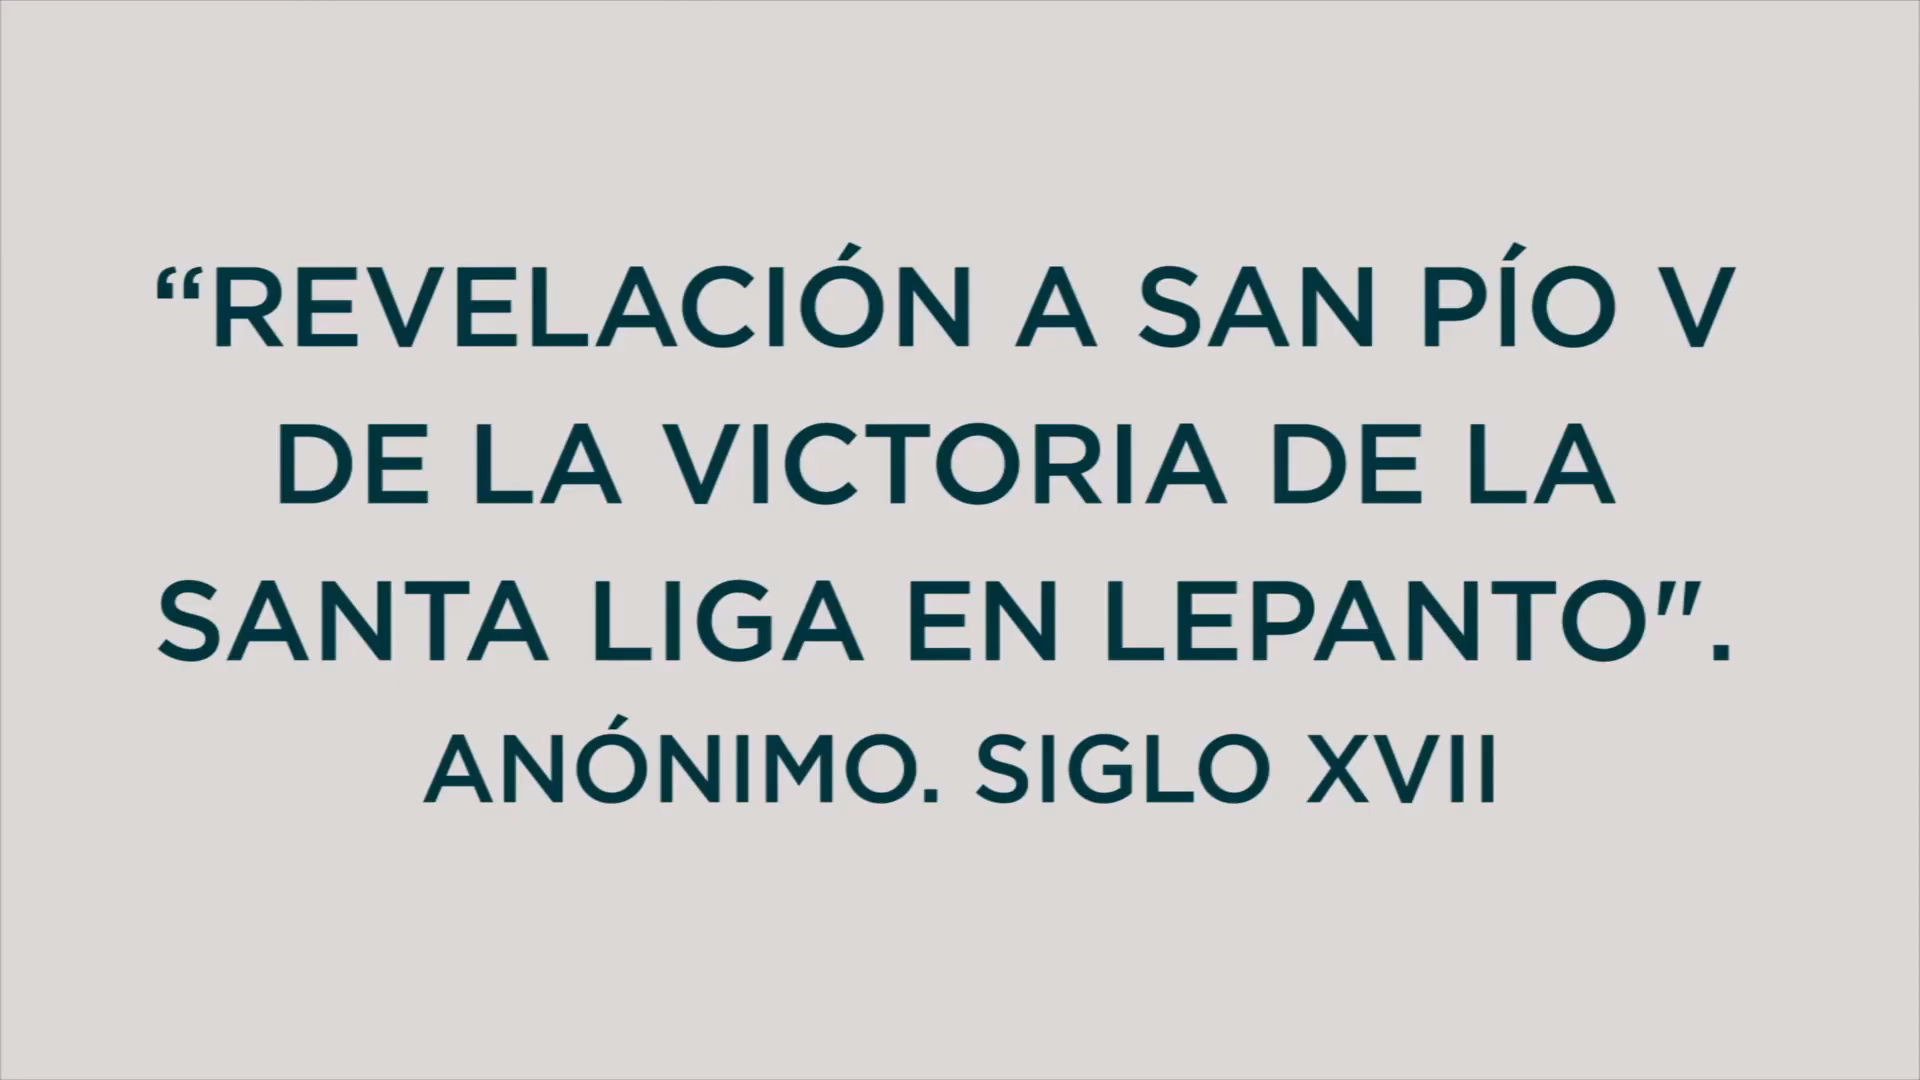 “REVELACIÓN A SAN PÍO V
DE LA VICTORIA DE LA
SANTA LIGA EN LEPANTO".
ANÓNIMO. SIGLO XVII